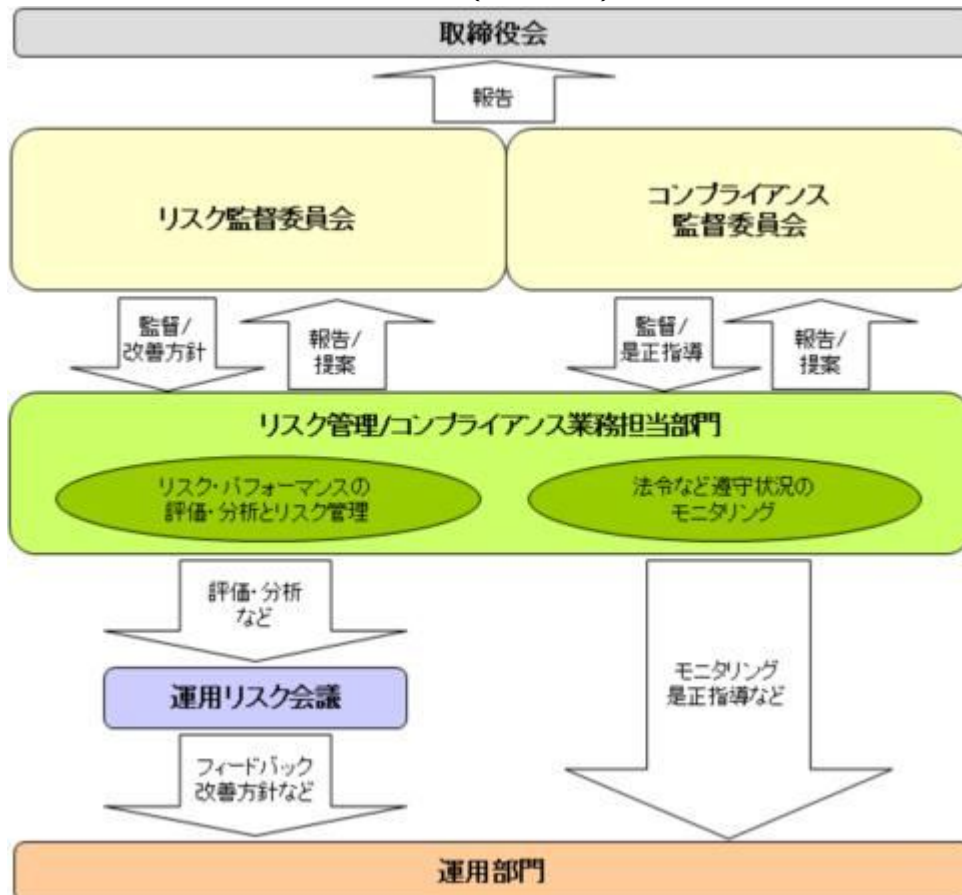 取締役会
報告
リスク監督委員会
コンプライアンス
監督委員会
監督/
改善方針
報告/
提案
監督/
是正指導
報告/
提案
リスク管理/コンプライアンス業務担当部門
リスク・パフォーマンスの
評価・分析とリスク管理
法令など遵守状況の
モニタリング
評価・分析
など
運用リスク会議
モニタリング
是正指導など
フィードバック
改善方針など
運用部門